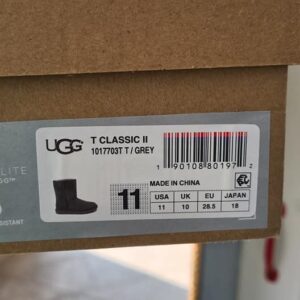 UGG
T CLASSIC II
1017703T T / GREY
1 90108 80197 2
11
MADE IN CHINA
USA UK EU JAPAN
11 10 28.5 18
LITE